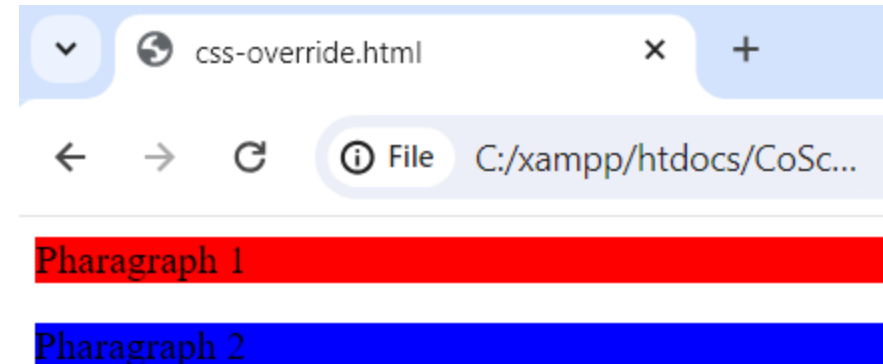 css-override.html
File C:/xampp/htdocs/CoSc...
Pharagraph 1
Pharagraph 2